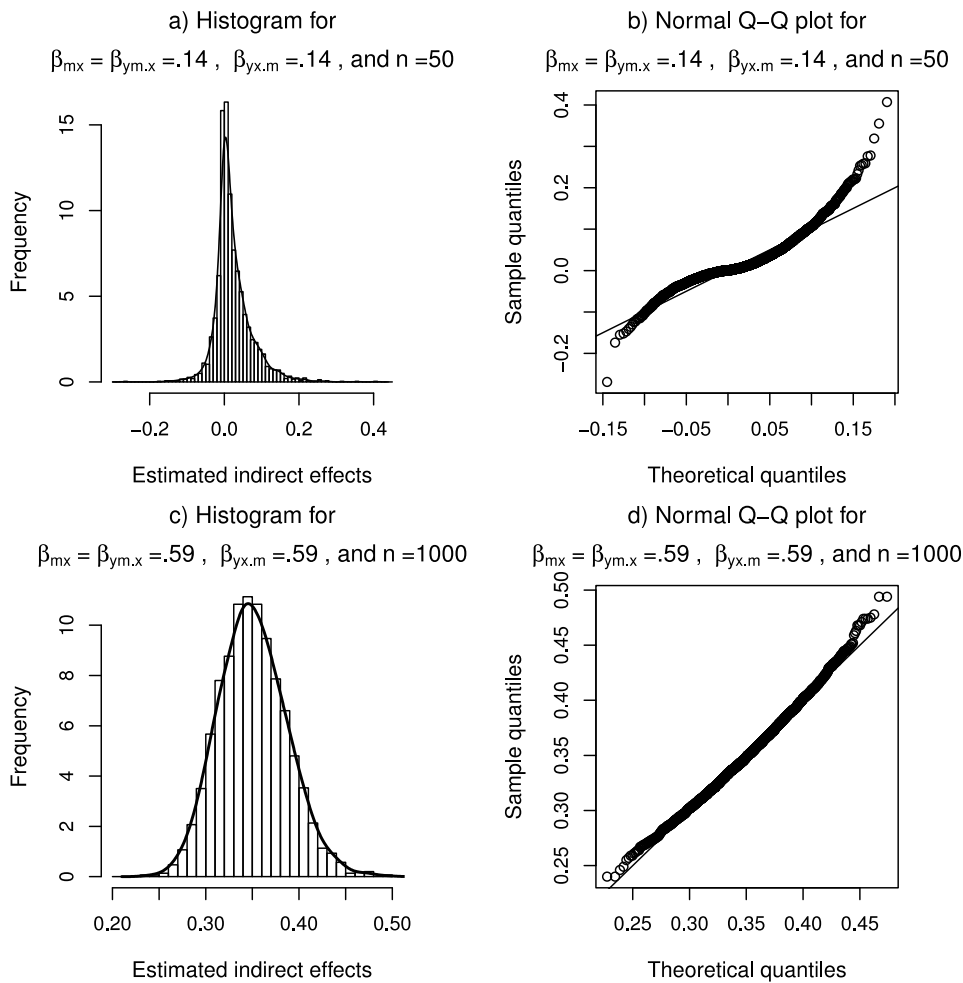 a) Histogram for
βmx = βym.x =.14 , βyx.m =.14 , and n =50
Frequency
15
10
5
0
−0.2
0.0
0.2
0.4
Estimated indirect effects
b) Normal Q−Q plot for
βmx = βym.x =.14 , βyx.m =.14 , and n =50
Sample quantiles
0.4
0.2
0.0
−0.2
−0.15
−0.05
0.05
0.15
Theoretical quantiles
c) Histogram for
βmx = βym.x =.59 , βyx.m =.59 , and n =1000
Frequency
10
8
6
4
2
0
0.20
0.30
0.40
0.50
Estimated indirect effects
d) Normal Q−Q plot for
βmx = βym.x =.59 , βyx.m =.59 , and n =1000
Sample quantiles
0.50
0.45
0.40
0.35
0.30
0.25
0.25
0.30
0.35
0.40
0.45
Theoretical quantiles